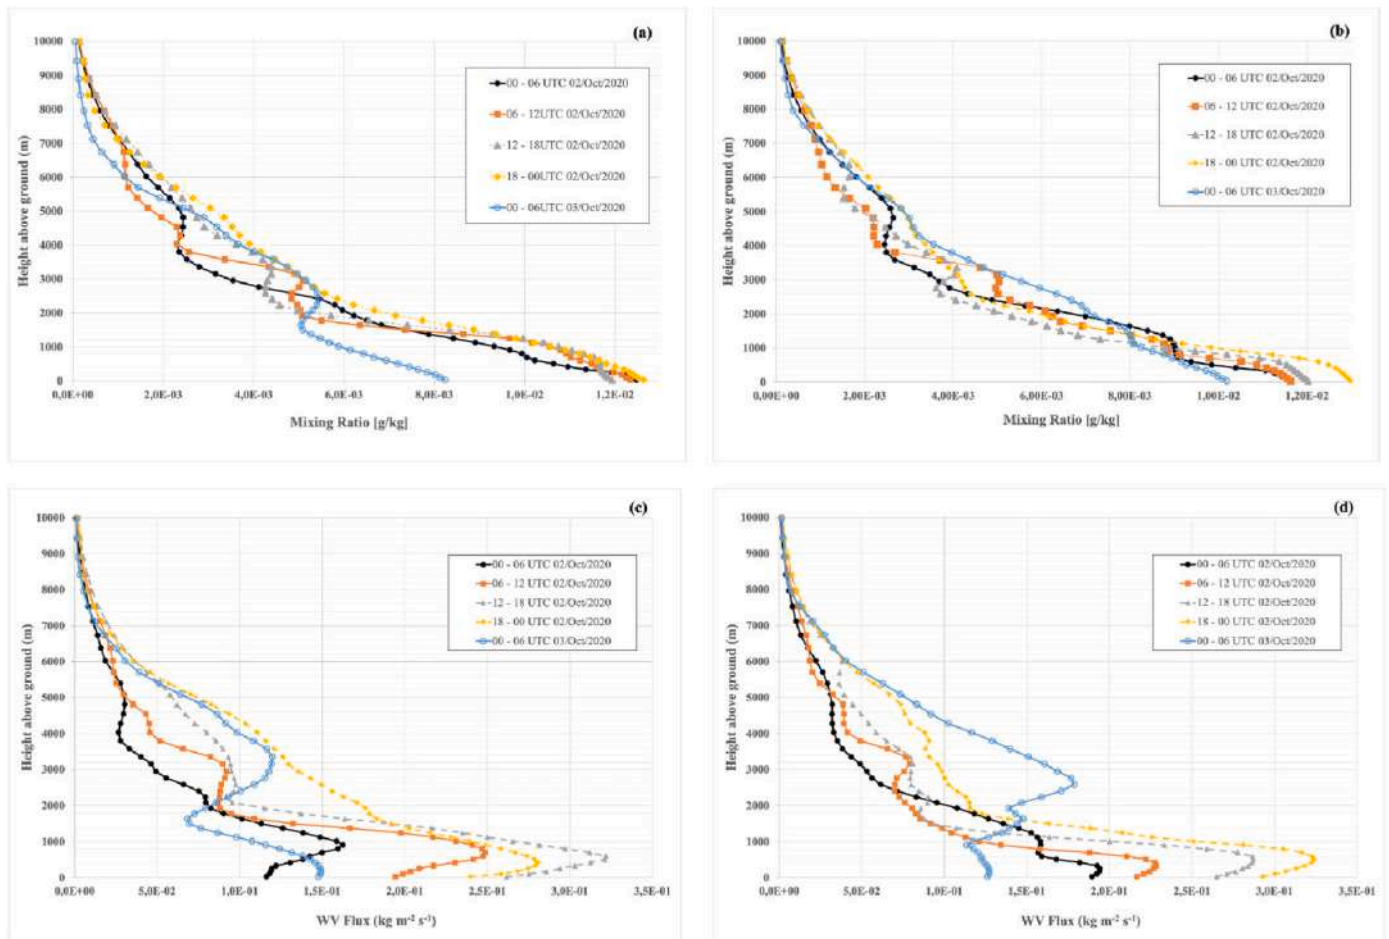 (a)
10000
9000
8000
7000
6000
5000
4000
3000
2000
1000
0
Height above ground (m)
00 - 06 UTC 02/Oct/2020
06 - 12UTC 02/Oct/2020
12 - 18UTC 02/Oct/2020
18 - 00UTC 02/Oct/2020
00 - 06UTC 03/Oct/2020
0,0E+00 2,0E-03 4,0E-03 6,0E-03 8,0E-03 1,0E-02 1,2E-02
Mixing Ratio [g/kg]
(b)
10000
9000
8000
7000
6000
5000
4000
3000
2000
1000
0
Height above ground (m)
00 - 06 UTC 02/Oct/2020
06 - 12 UTC 02/Oct/2020
12 - 18 UTC 02/Oct/2020
18 - 00 UTC 02/Oct/2020
00 - 06 UTC 03/Oct/2020
0,00E+00 2,00E-03 4,00E-03 6,00E-03 8,00E-03 1,00E-02 1,20E-02
Mixing Ratio [g/kg]
(c)
10000
9000
8000
7000
6000
5000
4000
3000
2000
1000
0
Height above ground (m)
00 - 06 UTC 02/Oct/2020
06 - 12 UTC 02/Oct/2020
12 - 18 UTC 02/Oct/2020
18 - 00 UTC 02/Oct/2020
00 - 06 UTC 03/Oct/2020
0,0E+00 5,0E-02 1,0E-01 1,5E-01 2,0E-01 2,5E-01 3,0E-01 3,5E-01
WV Flux (kg m⁻² s⁻¹)
(d)
10000
9000
8000
7000
6000
5000
4000
3000
2000
1000
0
Height above ground (m)
00 - 06 UTC 02/Oct/2020
06 - 12 UTC 02/Oct/2020
12 - 18 UTC 02/Oct/2020
18 - 00 UTC 02/Oct/2020
00 - 06 UTC 03/Oct/2020
0,0E+00 5,0E-02 1,0E-01 1,5E-01 2,0E-01 2,5E-01 3,0E-01 3,5E-01
WV Flux (kg m⁻² s⁻¹)